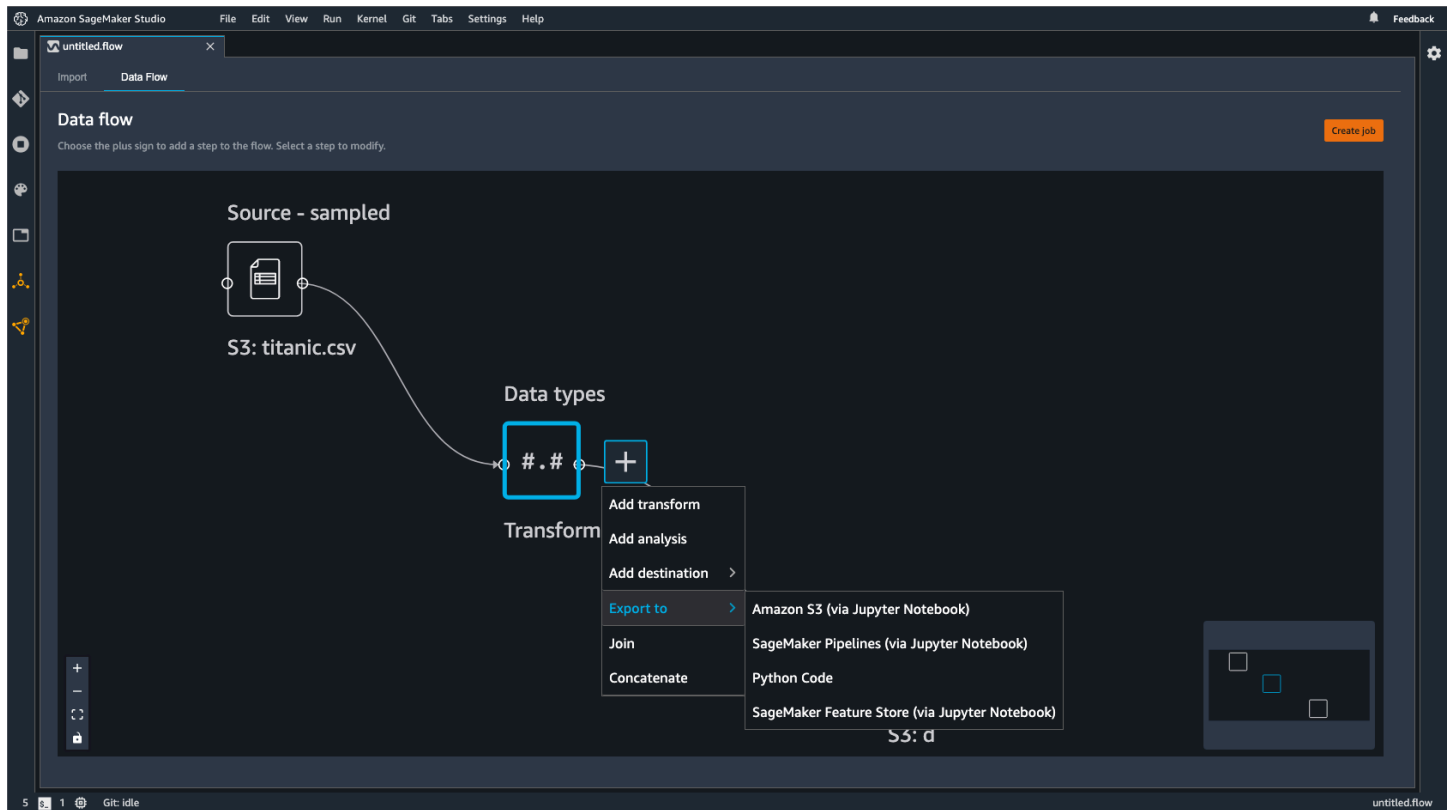 Amazon SageMaker Studio File Edit View Run Kernel Git Tabs Settings Help Feedback
untitled.flow
Import Data Flow
Data flow
Create job
Choose the plus sign to add a step to the flow. Select a step to modify.
Source - sampled
S3: titanic.csv
Data types
#.#
Transform
Add transform
Add analysis
Add destination
Export to
Join
Concatenate
Amazon S3 (via Jupyter Notebook)
SageMaker Pipelines (via Jupyter Notebook)
Python Code
SageMaker Feature Store (via Jupyter Notebook)
S3: d
5 $_ 1 Git: idle untitled.flow